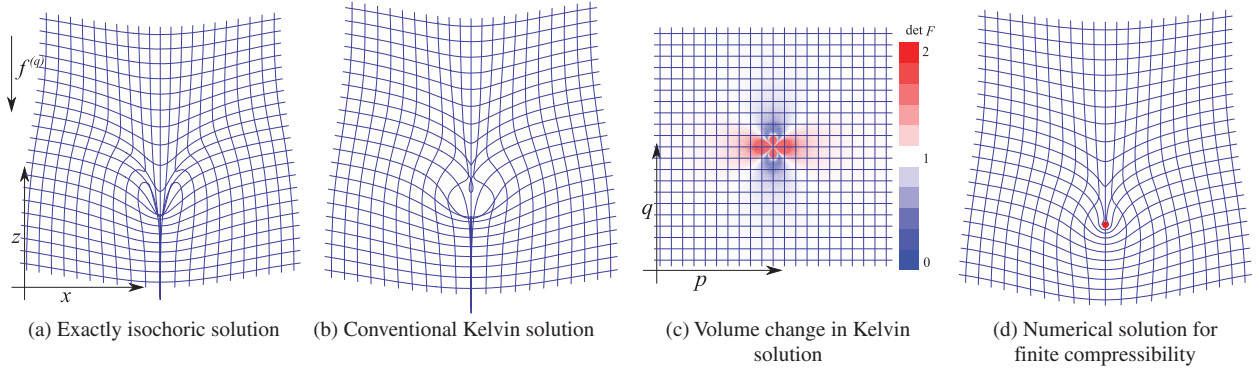 f^(q)
z
x
(a) Exactly isochoric solution
(b) Conventional Kelvin solution
det F
2
1
0
q
p
(c) Volume change in Kelvin
solution
(d) Numerical solution for
finite compressibility